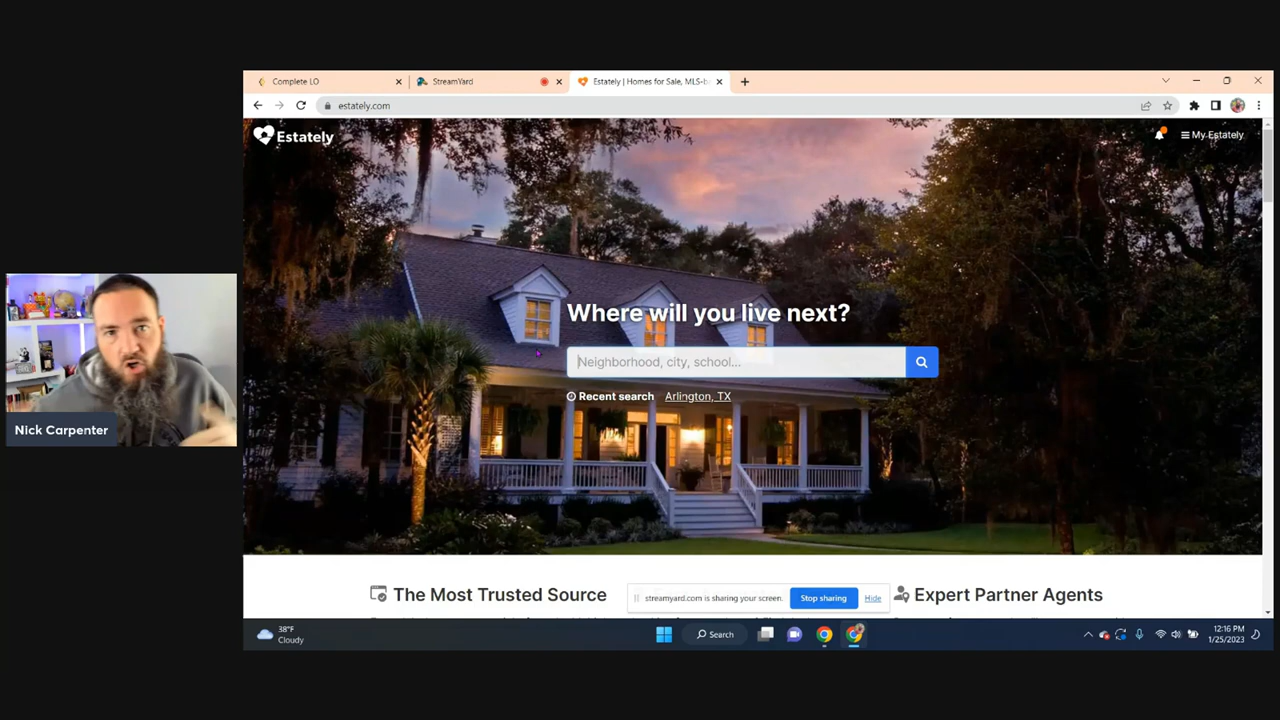 Complete LO
StreamYard
Estately | Homes for Sale, MLS-b
estately.com
Estately
My Estately
Where will you live next?
Neighborhood, city, school...
Recent search
Arlington, TX
Nick Carpenter
The Most Trusted Source
streamyard.com is sharing your screen.
Stop sharing
Hide
Expert Partner Agents
38°F
Cloudy
Search
12:16 PM
1/25/2023